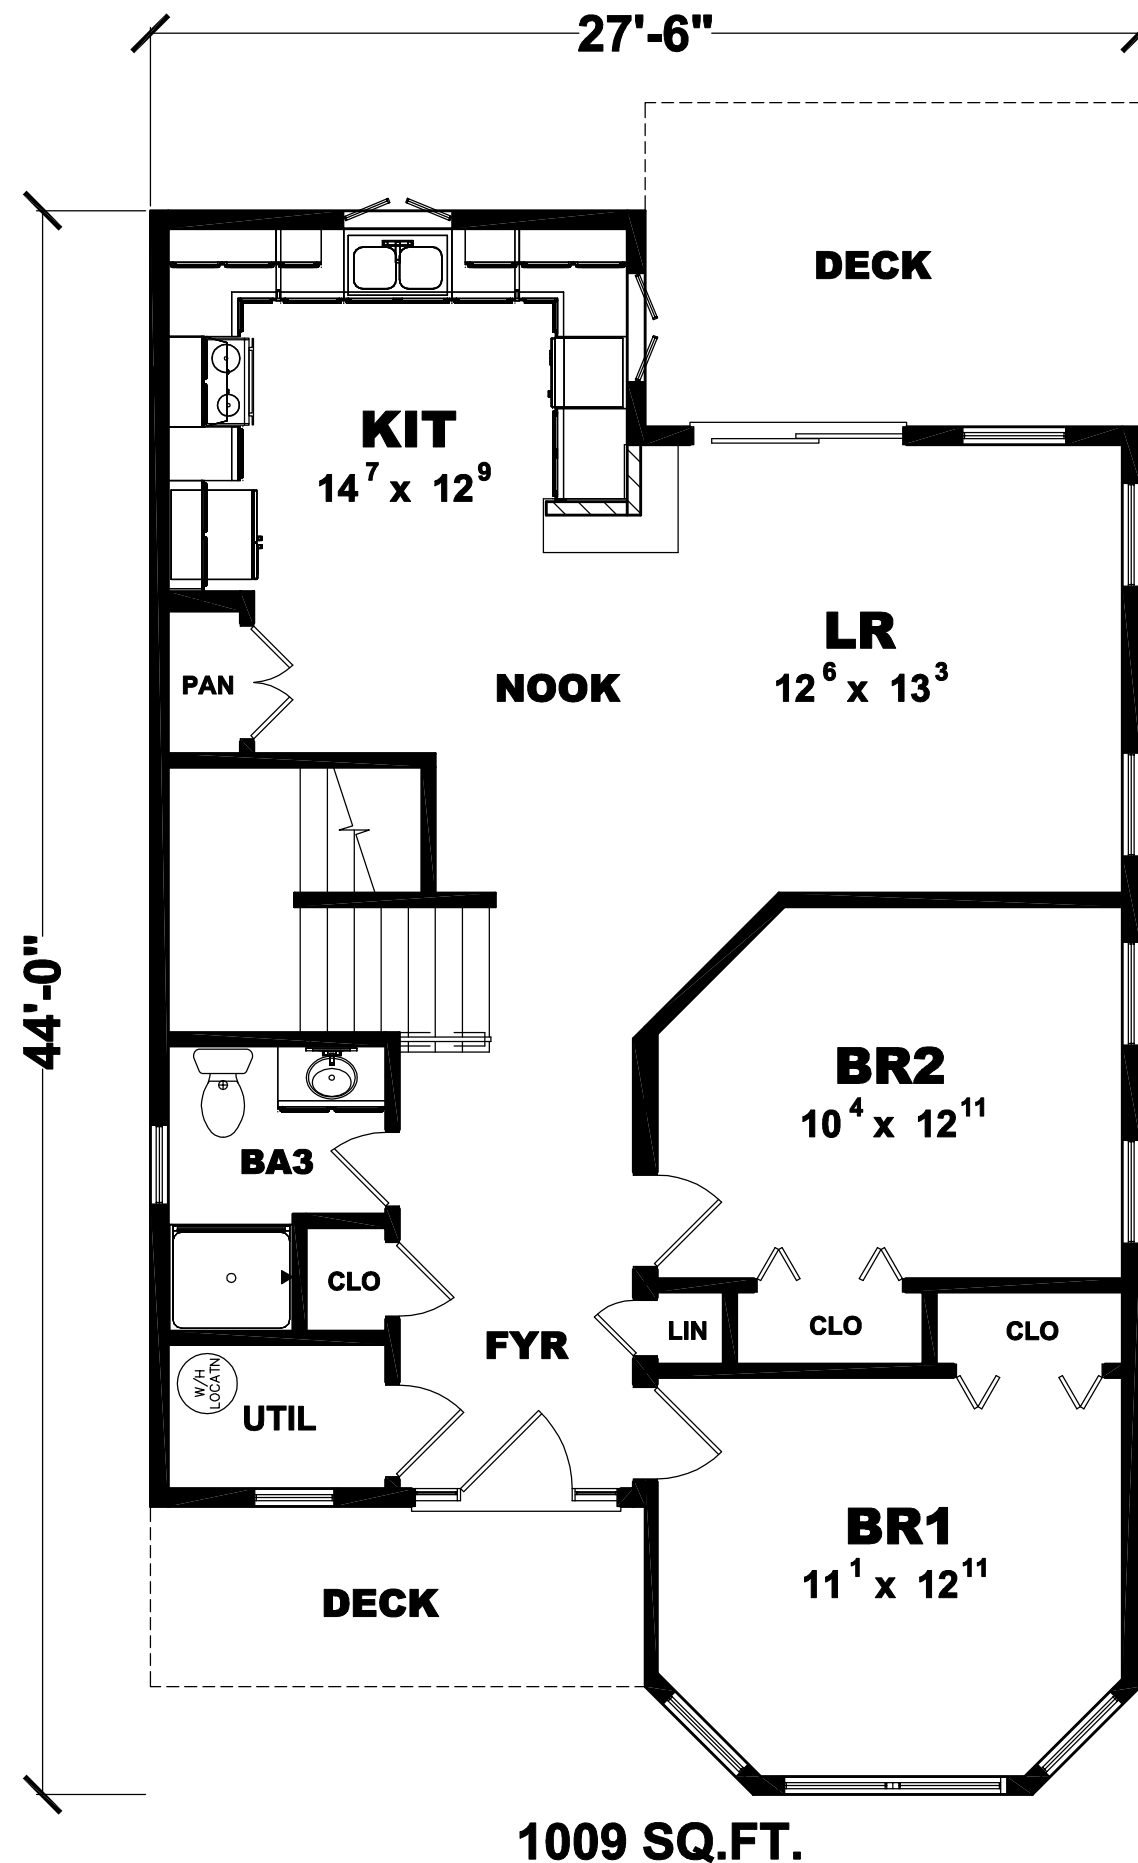 27'-6"
DECK
KIT
14 7 x 12 9
LR
12 6 x 13 3
PAN
NOOK
44'-0"
BR2
10 4 x 12 11
BA3
CLO
FYR
LIN
CLO
CLO
W/H
LOCATN
UTIL
BR1
11 1 x 12 11
DECK
1009 SQ.FT.